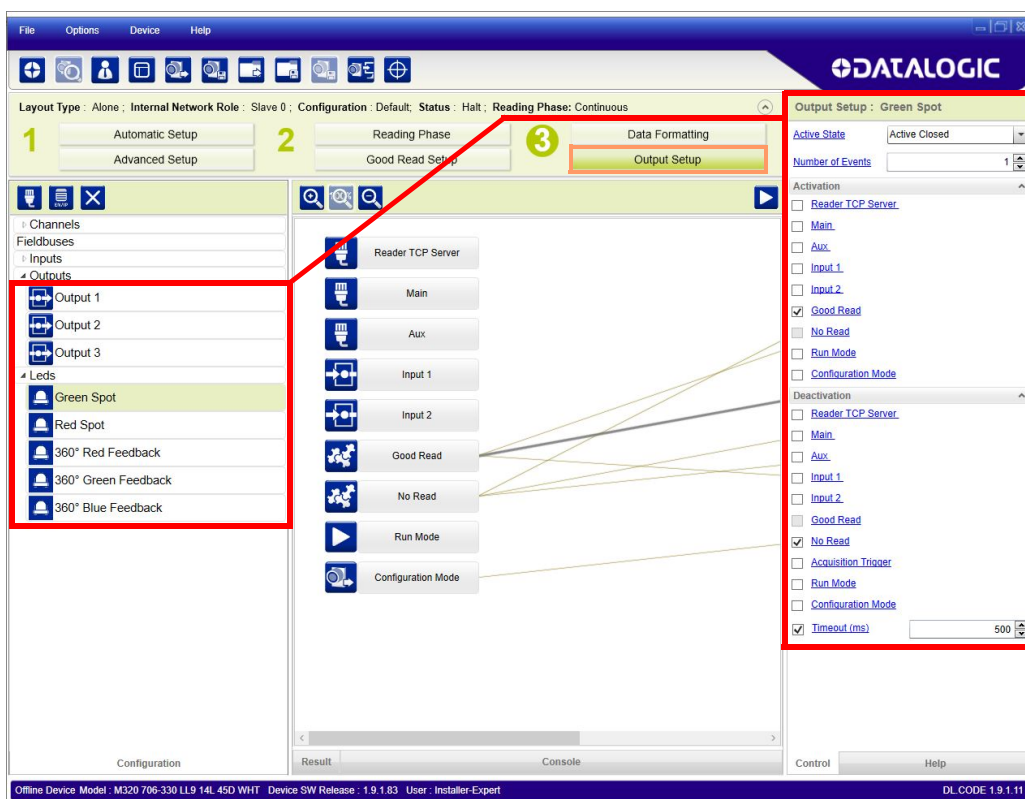 File Options Device Help
DATALOGIC
Layout Type : Alone ; Internal Network Role : Slave 0 ; Configuration : Default; Status : Halt ; Reading Phase: Continuous
1 Automatic Setup
Advanced Setup
2 Reading Phase
Good Read Setup
3 Data Formatting
Output Setup
Channels
Fieldbuses
Inputs
Outputs
Output 1
Output 2
Output 3
Leds
Green Spot
Red Spot
360° Red Feedback
360° Green Feedback
360° Blue Feedback
Configuration
Reader TCP Server
Main
Aux
Input 1
Input 2
Good Read
No Read
Run Mode
Configuration Mode
Result Console
Output Setup : Green Spot
Active State Active Closed
Number of Events 1
Activation
Reader TCP Server
Main
Aux
Input 1
Input 2
Good Read
No Read
Run Mode
Configuration Mode
Deactivation
Reader TCP Server
Main
Aux
Input 1
Input 2
Good Read
No Read
Acquisition Trigger
Run Mode
Configuration Mode
Timeout (ms) 500
Control Help
Offline Device Model : M320 706-330 LL9 14L 45D WHT Device SW Release : 1.9.1.83 User : Installer-Expert
DL.CODE 1.9.1.11